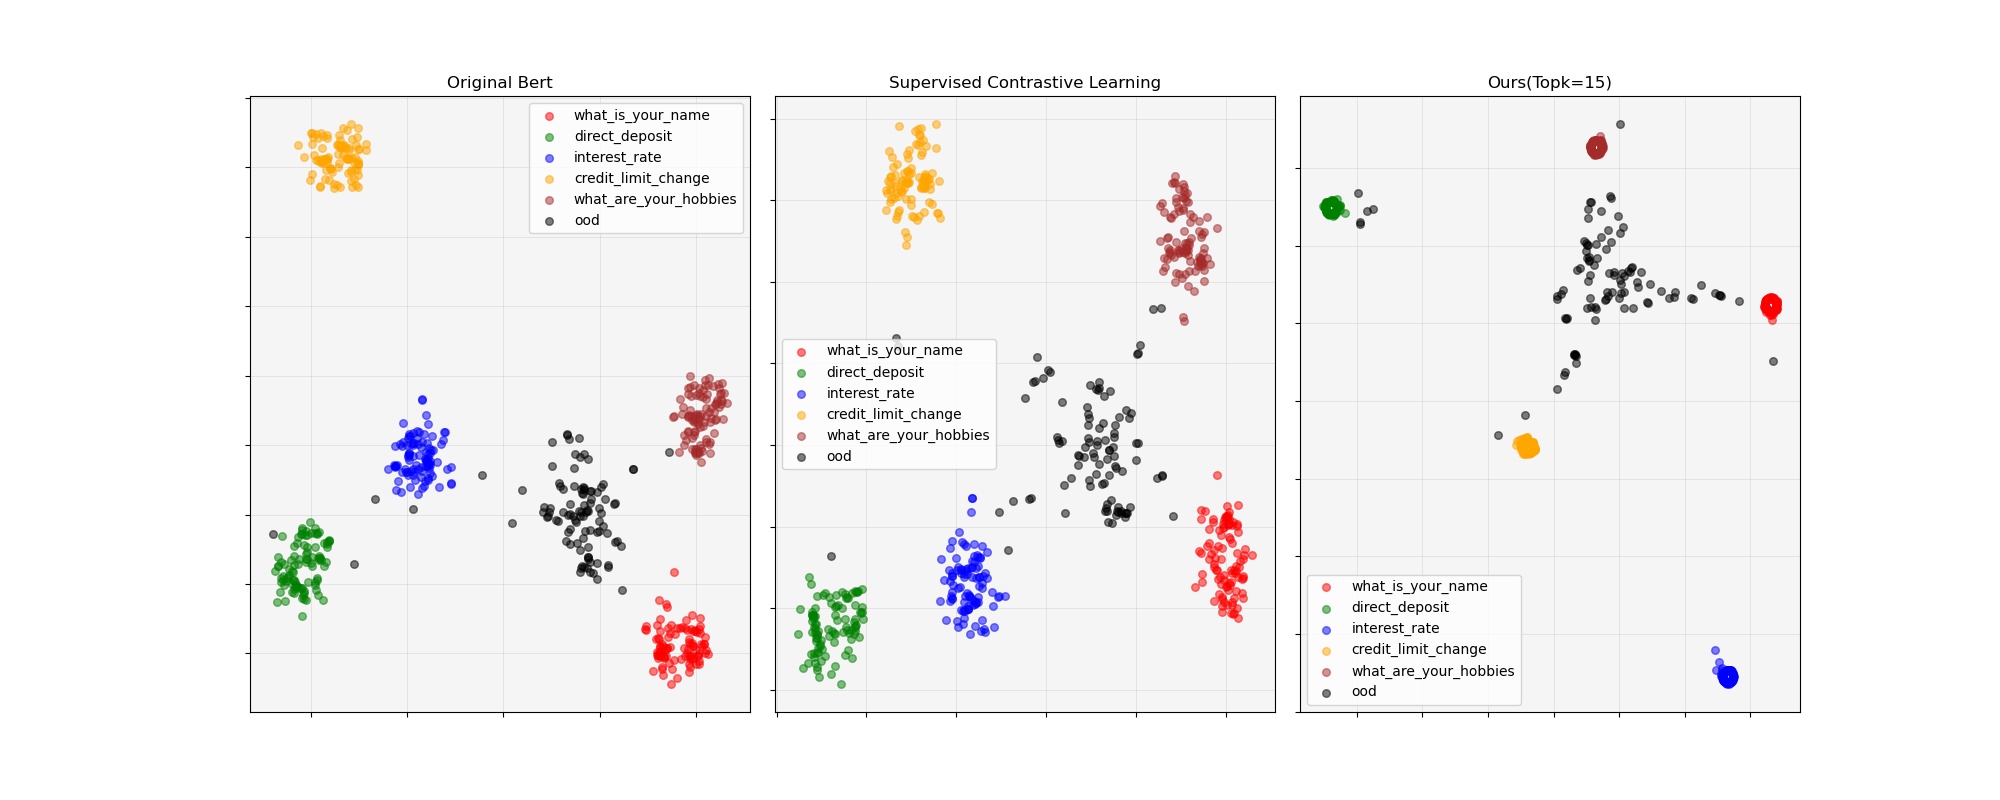 Original Bert
what_is_your_name
direct_deposit
interest_rate
credit_limit_change
what_are_your_hobbies
ood
Supervised Contrastive Learning
what_is_your_name
direct_deposit
interest_rate
credit_limit_change
what_are_your_hobbies
ood
Ours(Topk=15)
what_is_your_name
direct_deposit
interest_rate
credit_limit_change
what_are_your_hobbies
ood